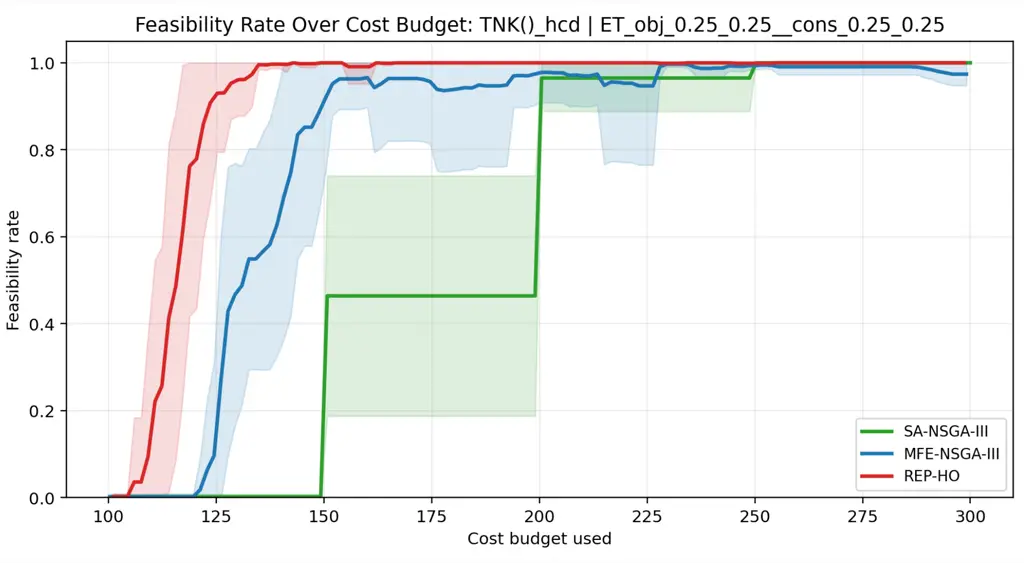 Feasibility Rate Over Cost Budget: TNK()_hcd | ET_obj_0.25_0.25__cons_0.25_0.25
Feasibility rate
1.0
0.8
0.6
0.4
0.2
0.0
100
125
150
175
200
225
250
275
300
Cost budget used
SA-NSGA-III
MFE-NSGA-III
REP-HO